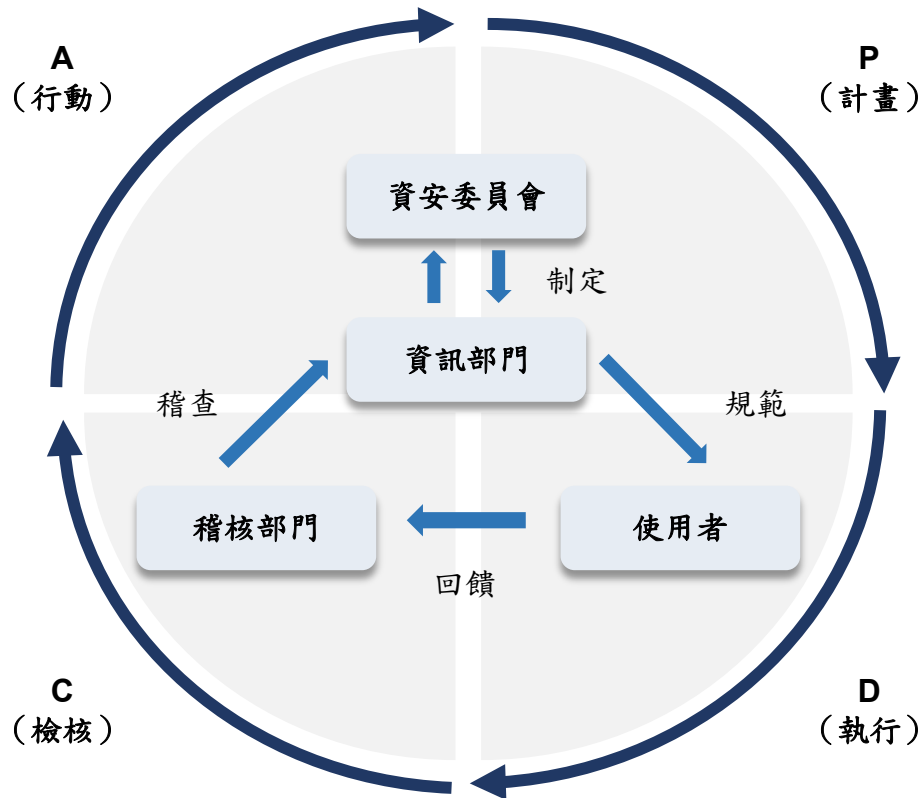 A
(行動)
P
(計畫)
資安委員會
制定
資訊部門
稽查
規範
稽核部門
使用者
回饋
C
(檢核)
D
(執行)